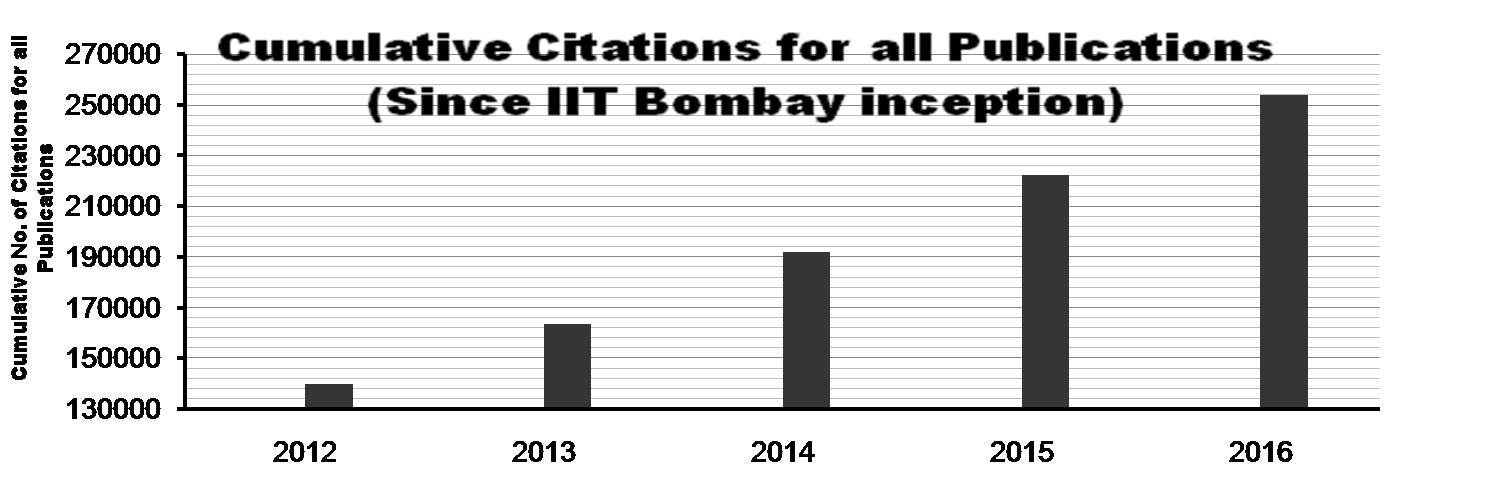 Cumulative Citations for all Publications
(Since IIT Bombay inception)
Cumulative No. of Citations for all
Publications
270000
250000
230000
210000
190000
170000
150000
130000
2012 2013 2014 2015 2016